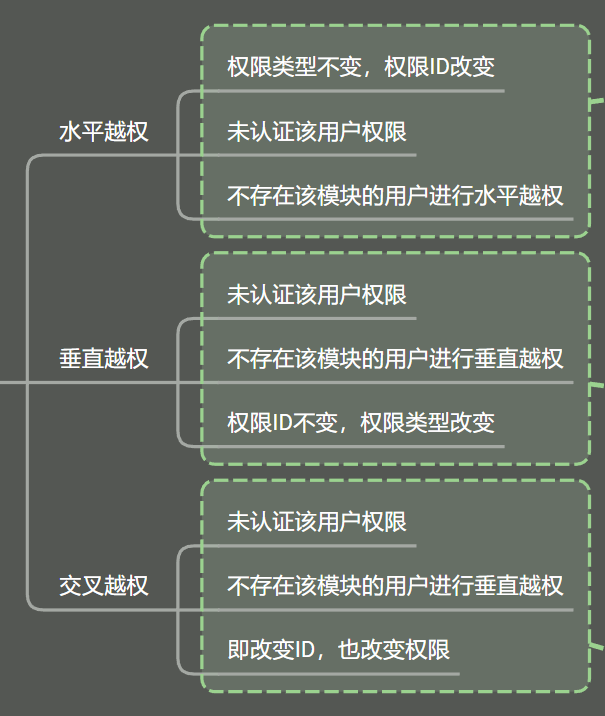 水平越权
权限类型不变，权限ID改变
未认证该用户权限
不存在该模块的用户进行水平越权
垂直越权
未认证该用户权限
不存在该模块的用户进行垂直越权
权限ID不变，权限类型改变
交叉越权
未认证该用户权限
不存在该模块的用户进行垂直越权
即改变ID，也改变权限